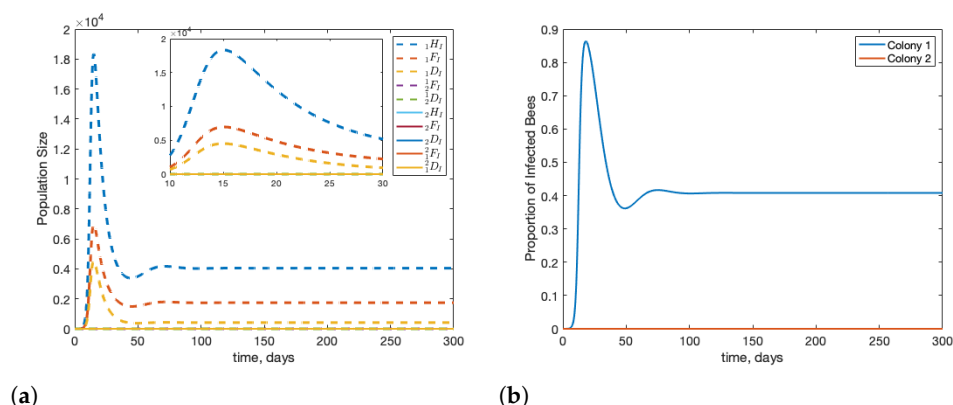 ×10⁴
2
1.8
1.6
1.4
1.2
1
0.8
0.6
0.4
0.2
0
Population Size
0 50 100 150 200 250 300
time, days
×10⁴
2
1.5
1
0.5
0
10 15 20 25 30
₁H_I
₁F_I
₁D_I
¹₂F_I
¹₂D_I
₂H_I
₂F_I
₂D_I
²₁F_I
²₁D_I
(a)
0.9
0.8
0.7
0.6
0.5
0.4
0.3
0.2
0.1
0
Proportion of Infected Bees
0 50 100 150 200 250 300
time, days
Colony 1
Colony 2
(b)